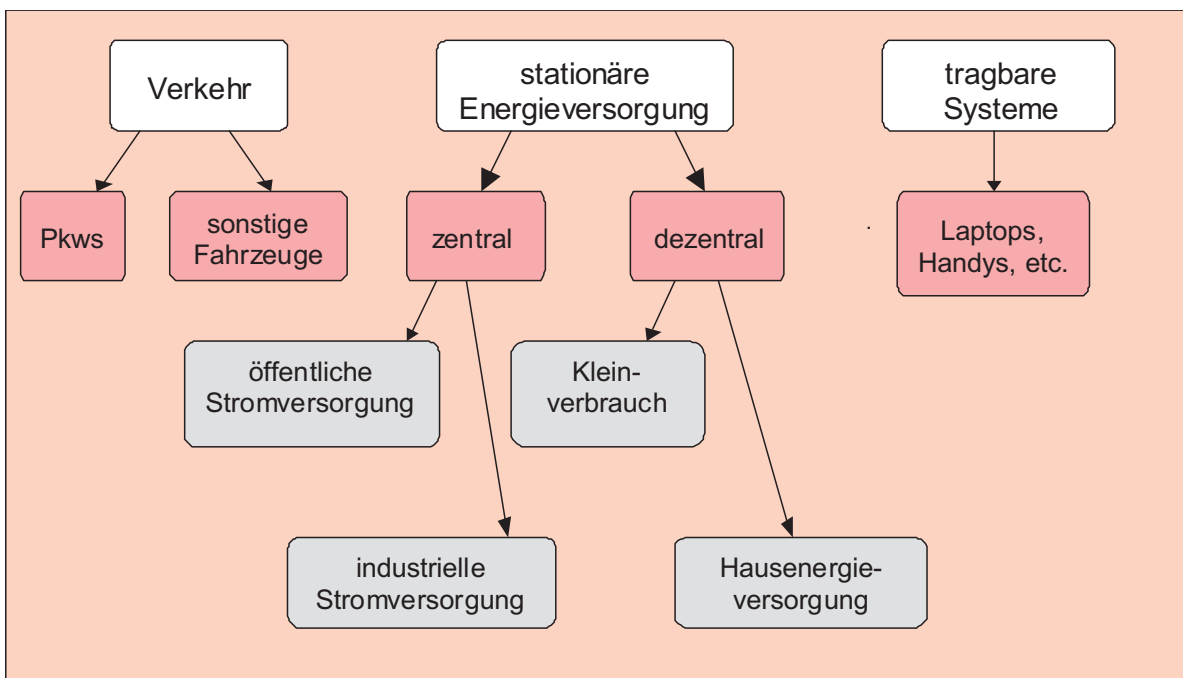 Verkehr
stationäre
Energieversorgung
tragbare
Systeme
Pkws
sonstige
Fahrzeuge
zentral
dezentral
Laptops,
Handys, etc.
öffentliche
Stromversorgung
Klein-
verbrauch
industrielle
Stromversorgung
Hausenergie-
versorgung